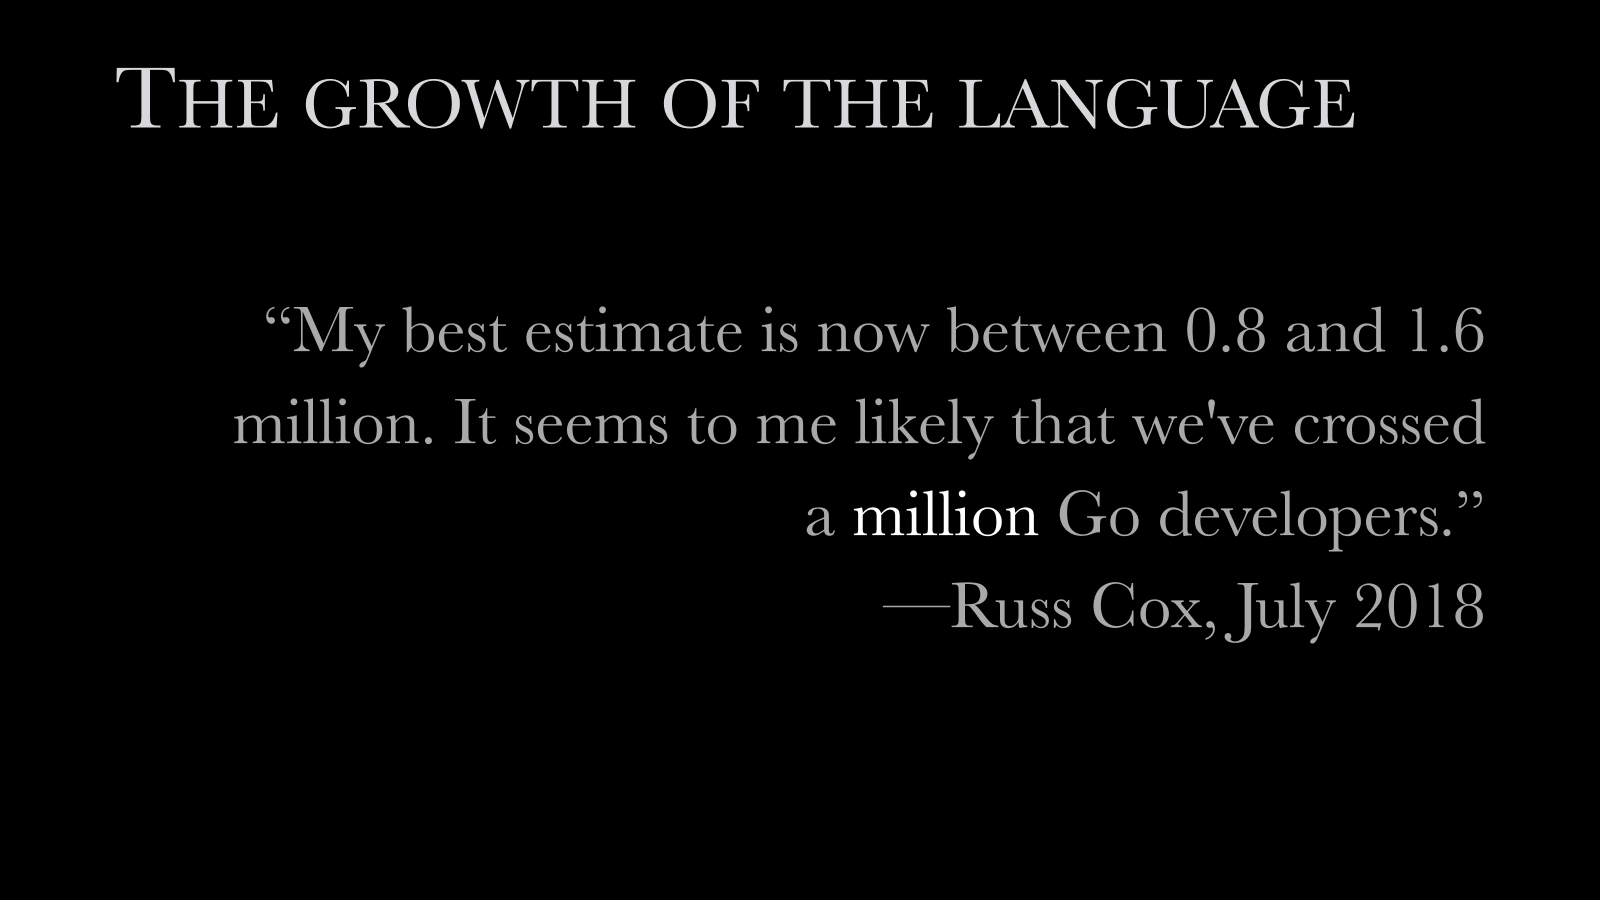 THE GROWTH OF THE LANGUAGE
“My best estimate is now between 0.8 and 1.6
million. It seems to me likely that we've crossed
a million Go developers.”
—Russ Cox, July 2018